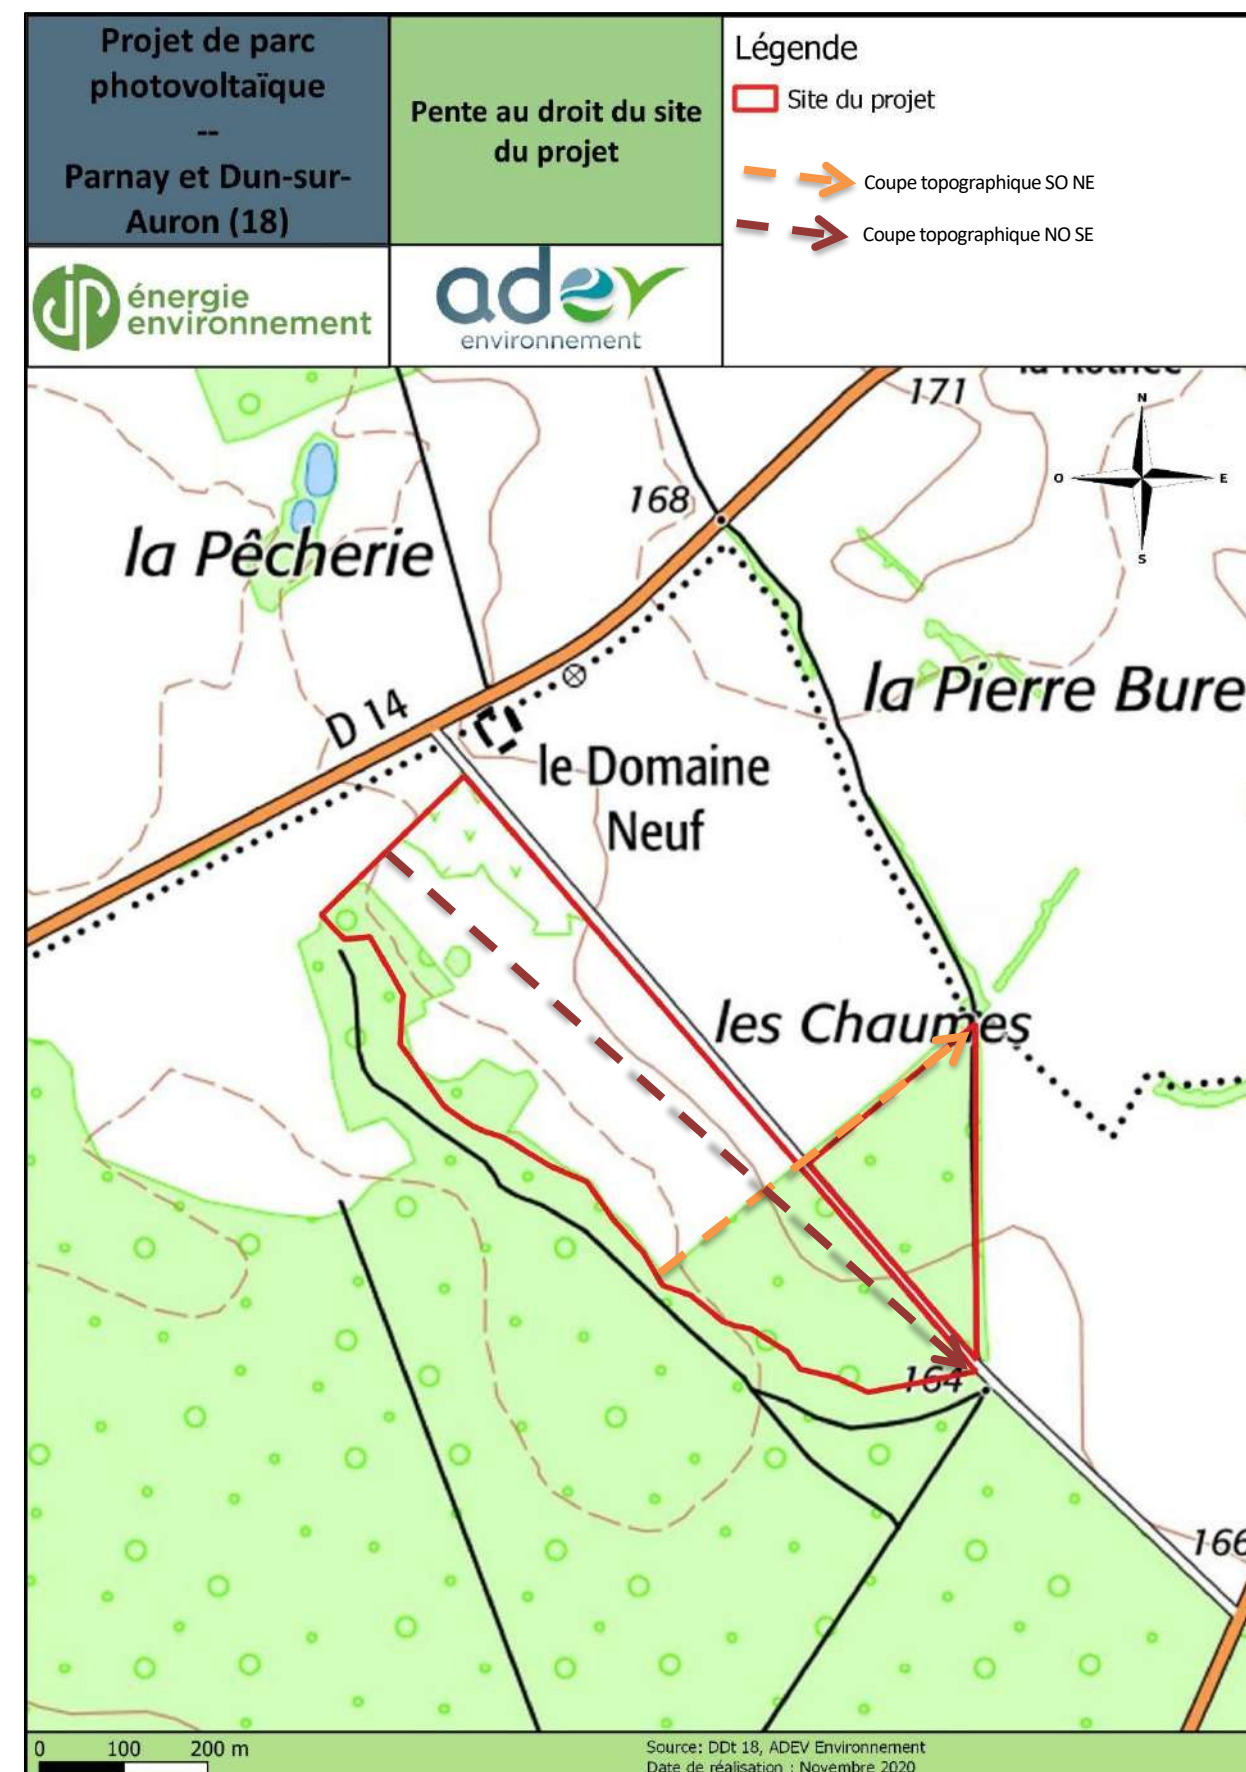 Projet de parc
photovoltaïque
--
Parnay et Dun-sur-
Auron (18)
Pente au droit du site
du projet
Légende
Site du projet
Coupe topographique SO NE
Coupe topographique NO SE
énergie
environnement
adev
environnement
171
N
O
E
S
168
la Pêcherie
la Pierre Bure
D 14
le Domaine
Neuf
les Chaumes
164
166
0 100 200 m
Source: DDt 18, ADEV Environnement
Date de réalisation : Novembre 2020